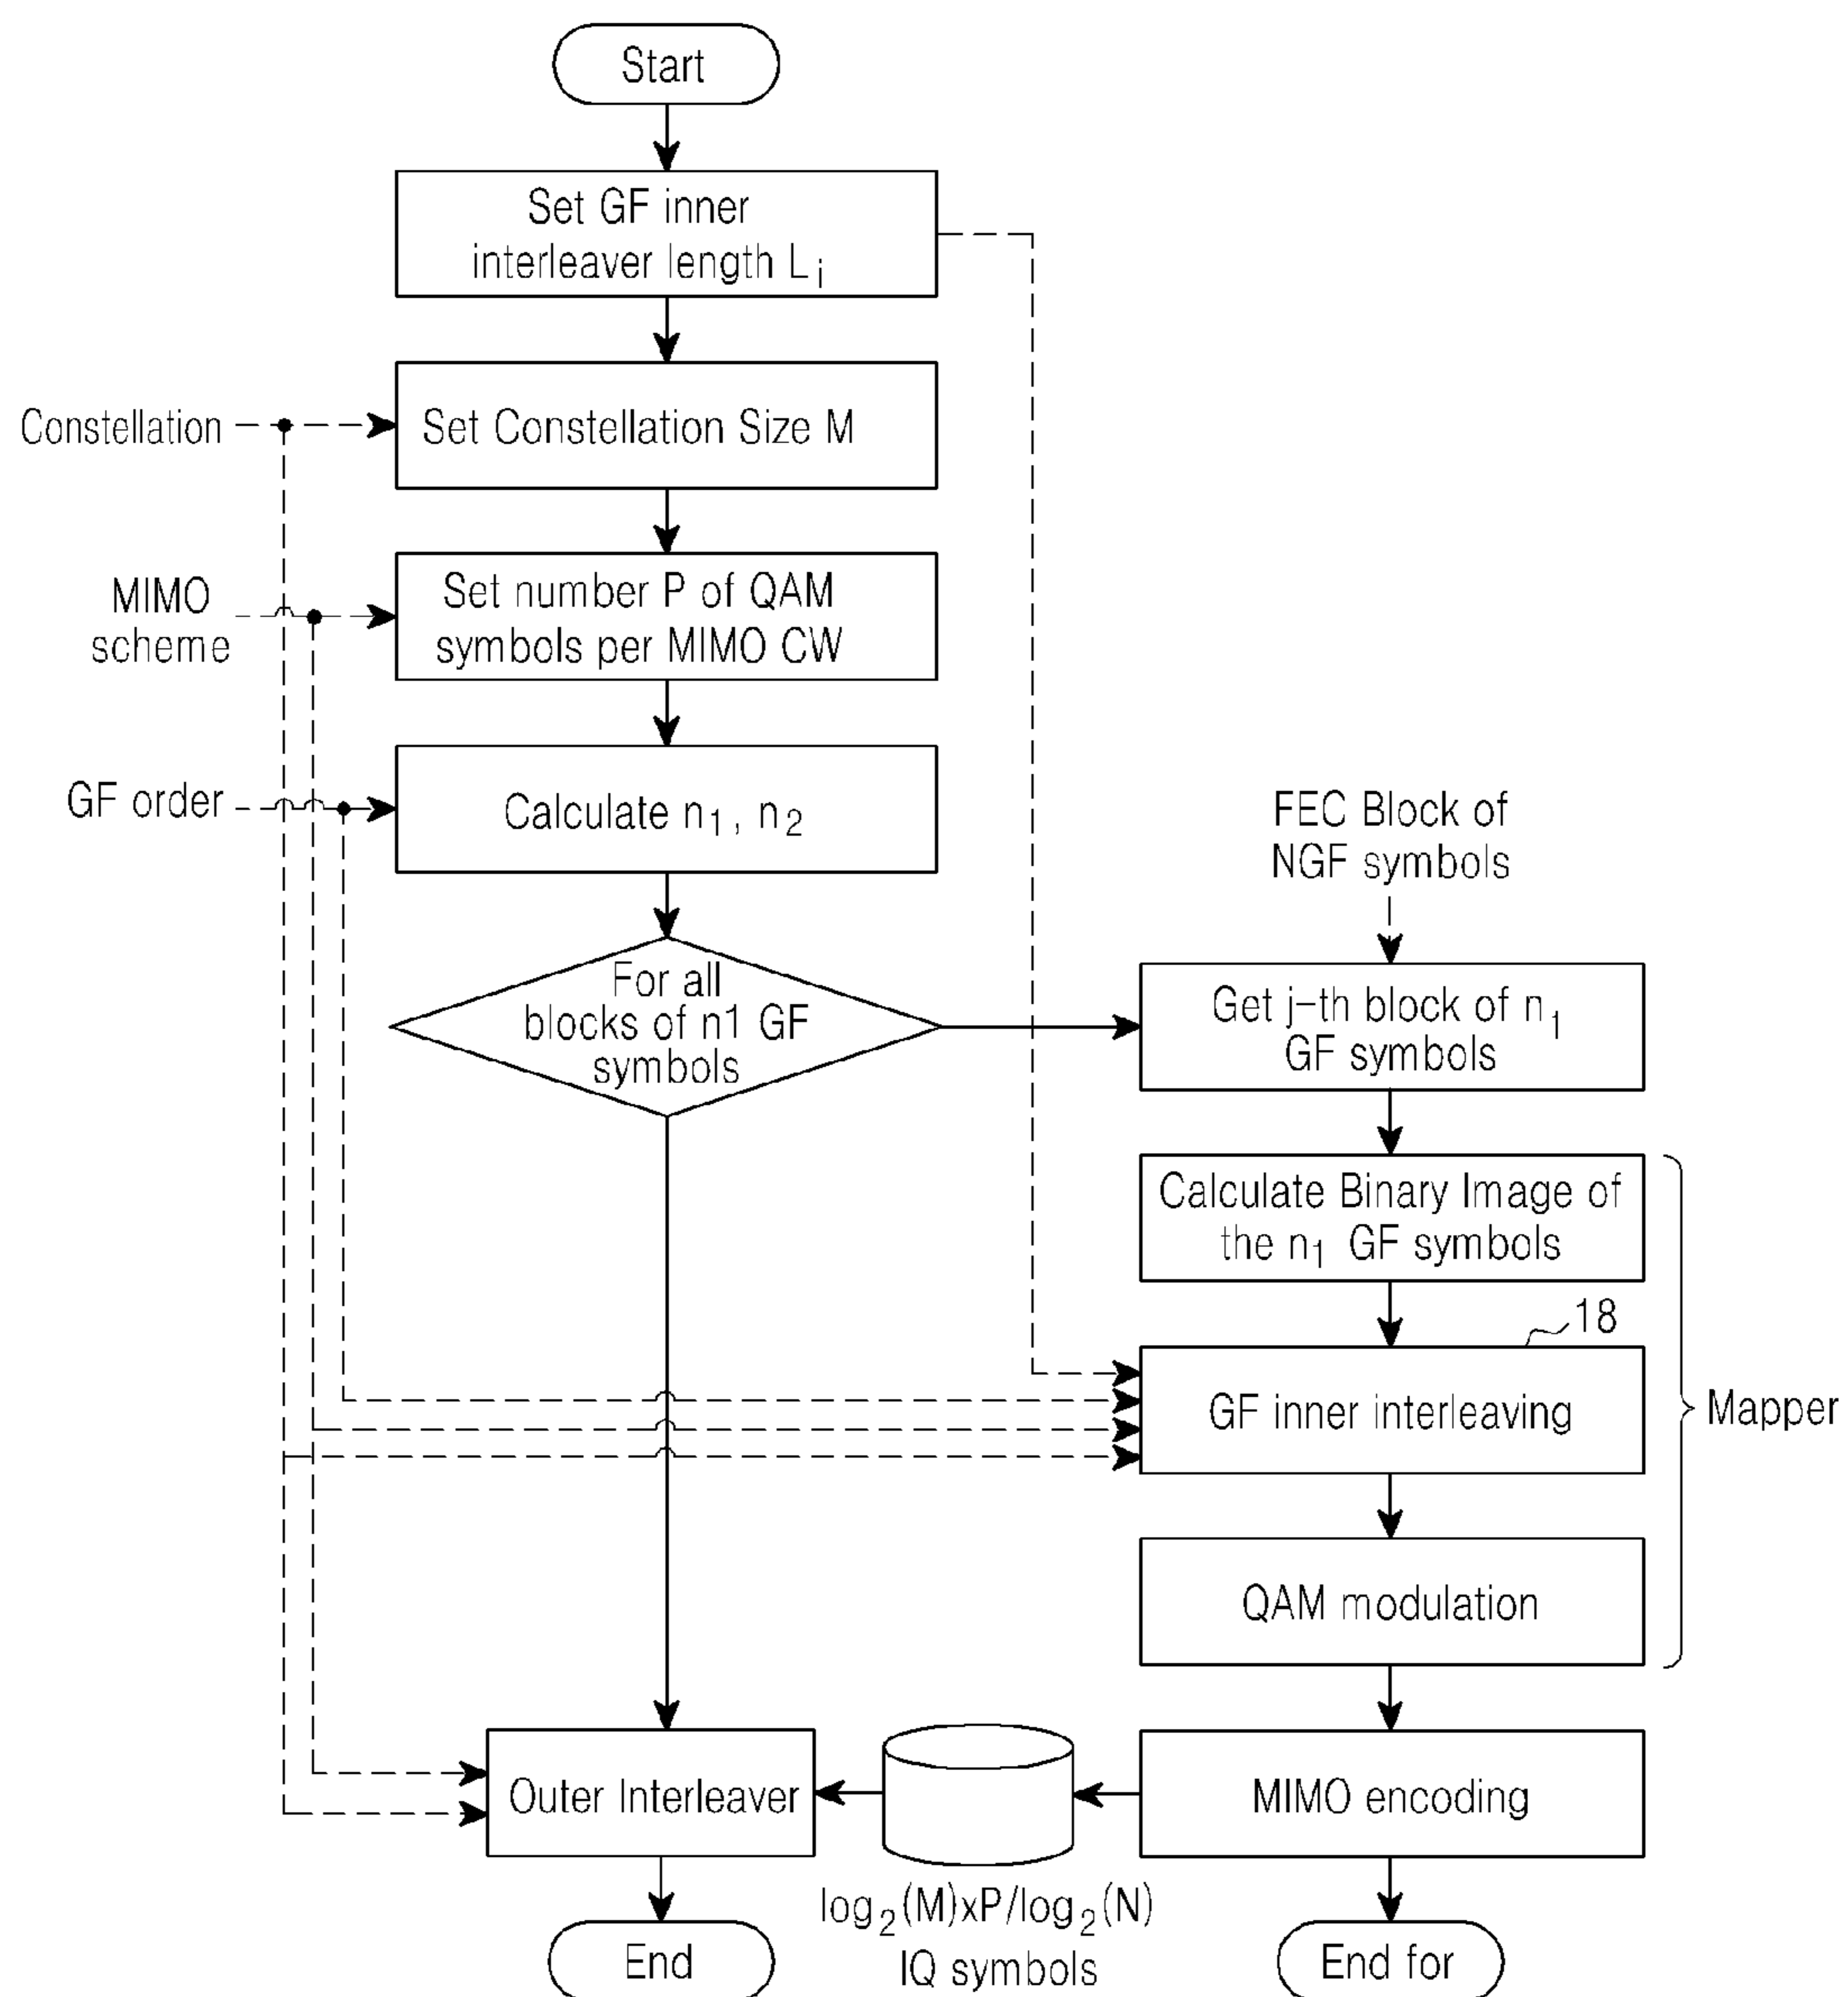 Start
Set GF inner
interleaver length Li
Constellation
Set Constellation Size M
MIMO
scheme
Set number P of QAM
symbols per MIMO CW
GF order
Calculate n1, n2
FEC Block of
NGF symbols
For all
blocks of n1 GF
symbols
Get j-th block of n1
GF symbols
Calculate Binary Image of
the n1 GF symbols
18
GF inner interleaving
Mapper
QAM modulation
Outer Interleaver
MIMO encoding
log2(M)xP/log2(N)
IQ symbols
End
End for